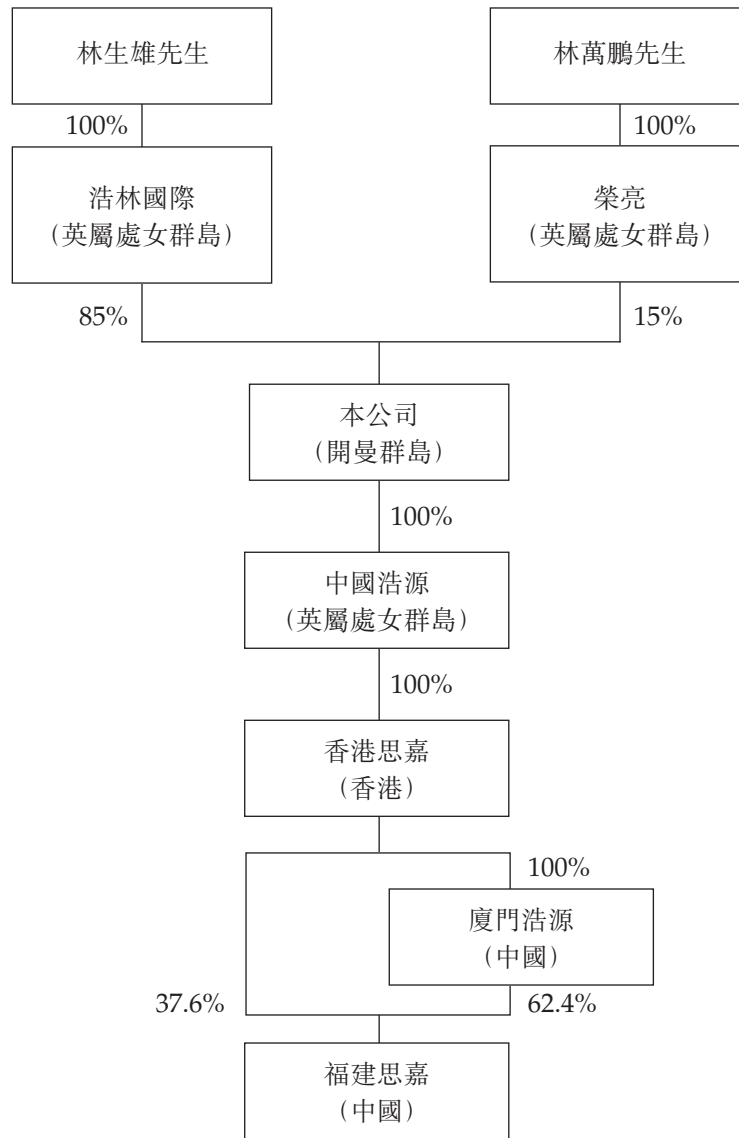 林生雄先生
林萬鵬先生
100%
100%
浩林國際
（英屬處女群島）
榮亮
（英屬處女群島）
85%
15%
本公司
（開曼群島）
100%
中國浩源
（英屬處女群島）
100%
香港思嘉
（香港）
100%
廈門浩源
（中國）
37.6%
62.4%
福建思嘉
（中國）